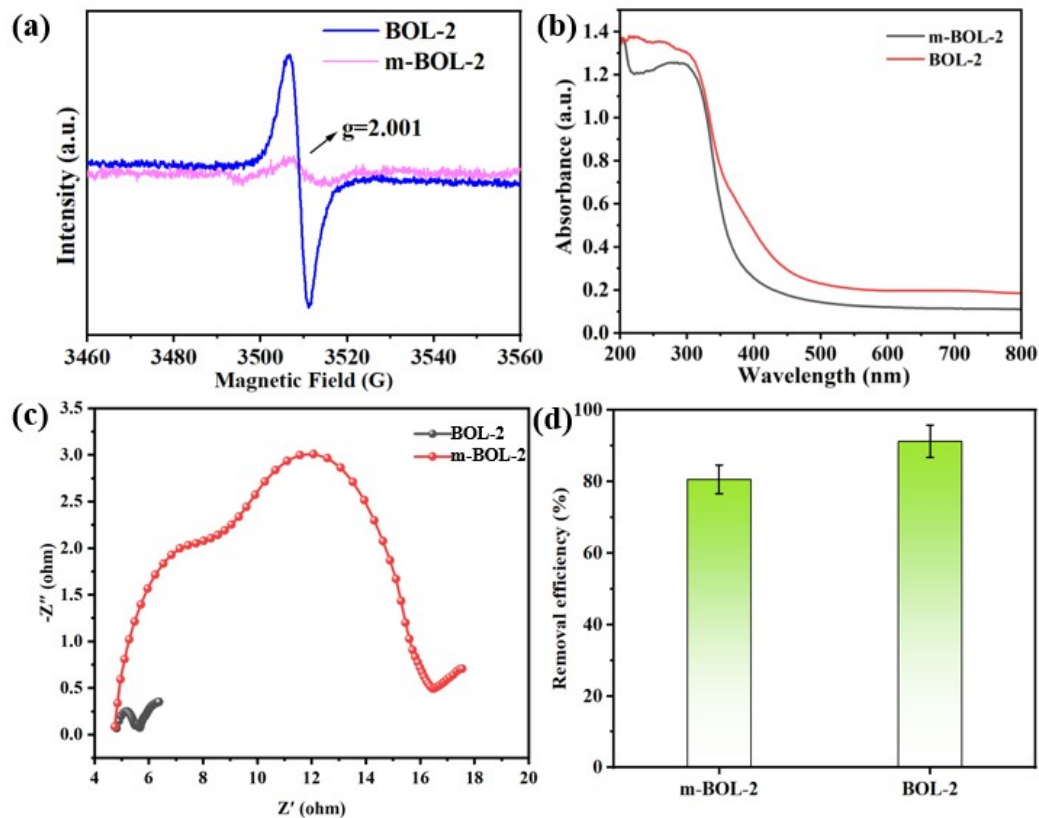 (a)
BOL-2
m-BOL-2
g=2.001
Intensity (a.u.)
3460 3480 3500 3520 3540 3560
Magnetic Field (G)
(b)
m-BOL-2
BOL-2
Absorbance (a.u.)
1.4
1.2
1.0
0.8
0.6
0.4
0.2
0.0
200 300 400 500 600 700 800
Wavelength (nm)
(c)
BOL-2
m-BOL-2
-Z″ (ohm)
3.5
3.0
2.5
2.0
1.5
1.0
0.5
0.0
4 6 8 10 12 14 16 18 20
Z′ (ohm)
(d)
Removal efficiency (%)
100
80
60
40
20
0
m-BOL-2 BOL-2